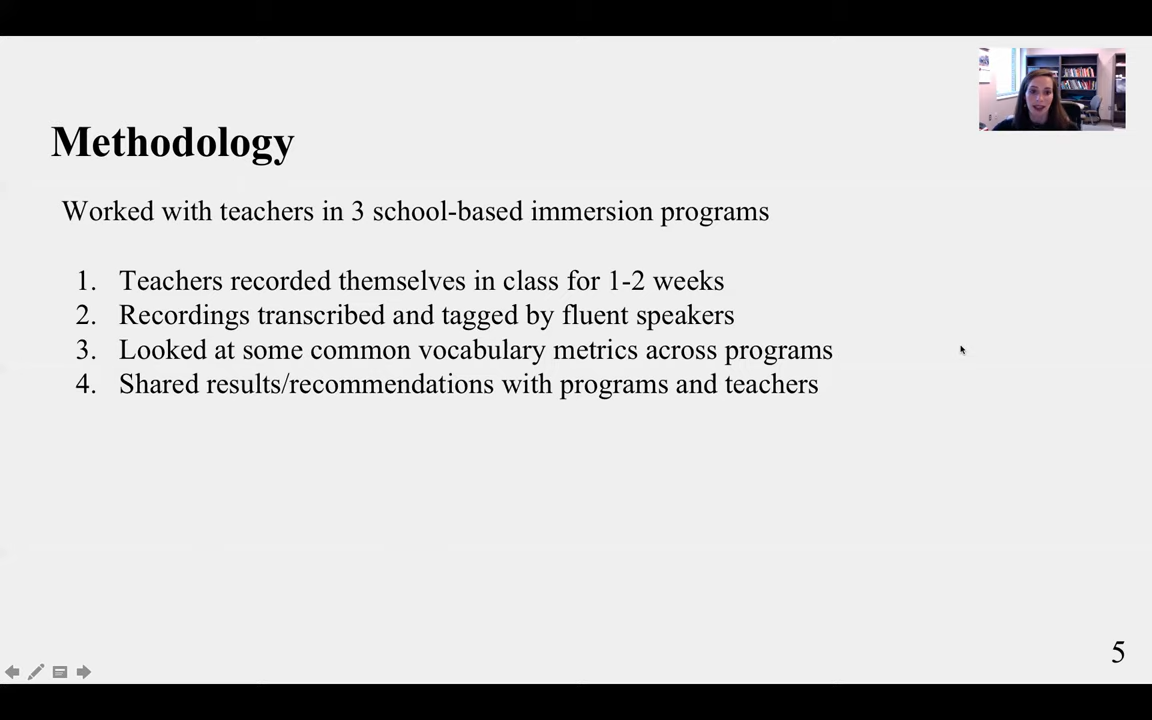 Methodology
Worked with teachers in 3 school-based immersion programs
1. Teachers recorded themselves in class for 1-2 weeks
2. Recordings transcribed and tagged by fluent speakers
3. Looked at some common vocabulary metrics across programs
4. Shared results/recommendations with programs and teachers
5